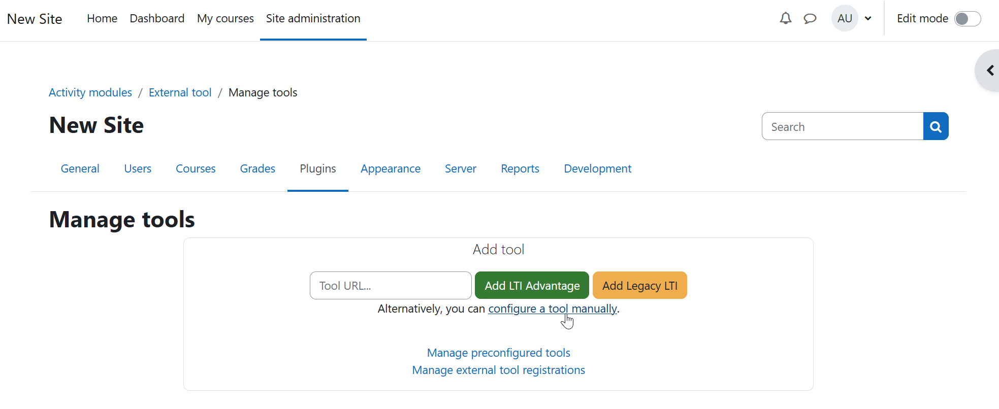 New Site Home Dashboard My courses Site administration AU Edit mode
Activity modules / External tool / Manage tools
New Site
Search
General Users Courses Grades Plugins Appearance Server Reports Development
Manage tools
Add tool
Tool URL... Add LTI Advantage Add Legacy LTI
Alternatively, you can configure a tool manually.
Manage preconfigured tools
Manage external tool registrations